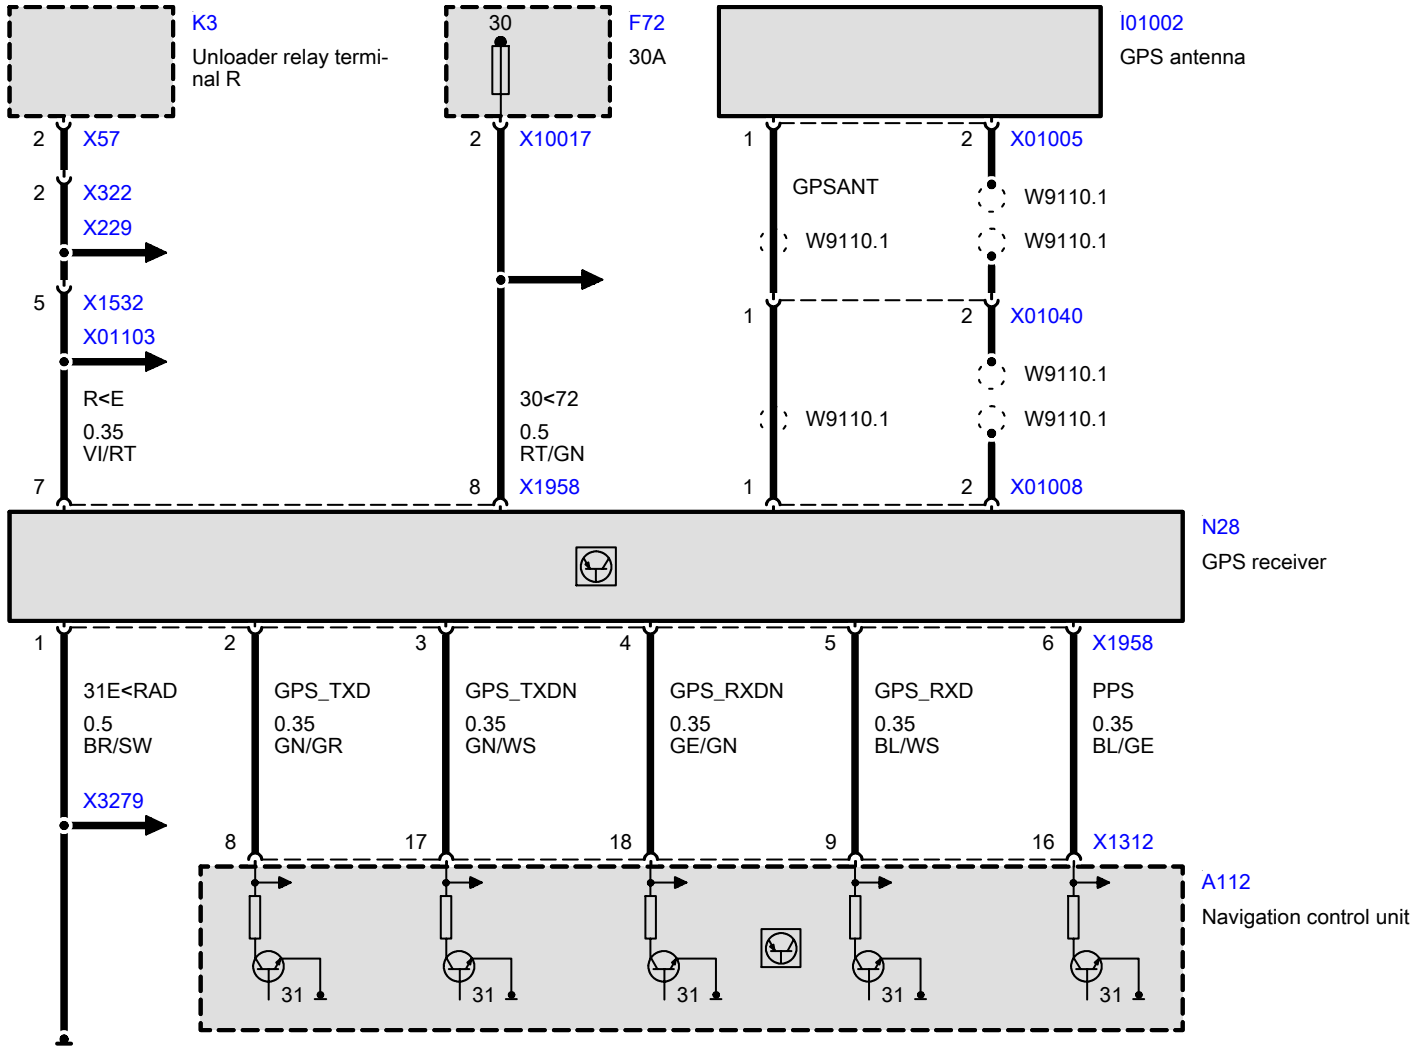 K3
Unloader relay termi-
nal R
30
F72
30A
I01002
GPS antenna
2 X57
2 X10017
1
2 X01005
2 X322
GPSANT
W9110.1
X229
W9110.1
W9110.1
5 X1532
1
2 X01040
X01103
W9110.1
R<E
0.35
VI/RT
30<72
0.5
RT/GN
W9110.1
W9110.1
7
8 X1958
1
2 X01008
N28
GPS receiver
1
2
3
4
5
6 X1958
31E<RAD
0.5
BR/SW
GPS_TXD
0.35
GN/GR
GPS_TXDN
0.35
GN/WS
GPS_RXDN
0.35
GE/GN
GPS_RXD
0.35
BL/WS
PPS
0.35
BL/GE
X3279
8
17
18
9
16 X1312
A112
Navigation control unit
31
31
31
31
31